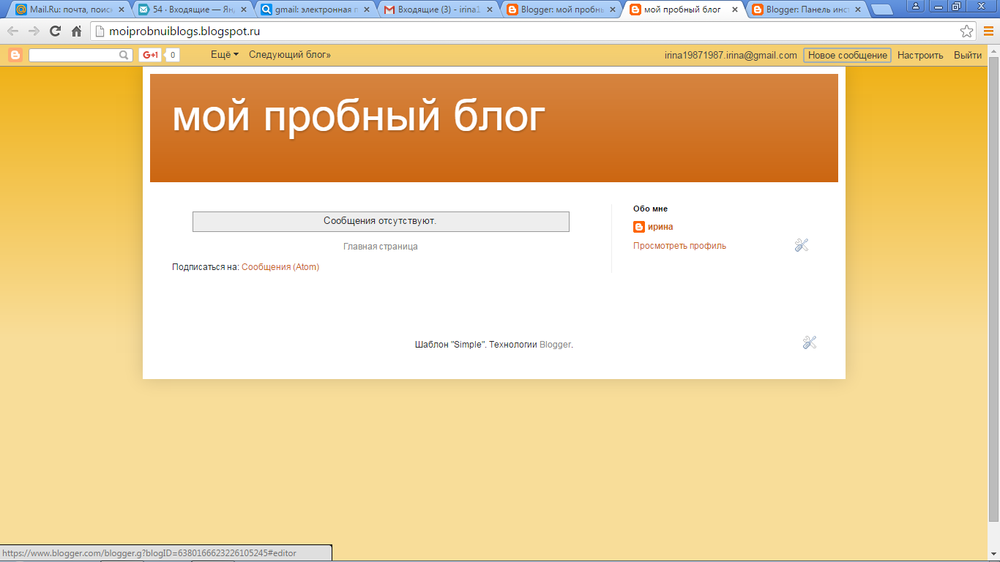 Mail.Ru: почта, поиск
54 · Входящие — Янд
gmail: электронная п
Входящие (3) - irina1
Blogger: мой пробны
мой пробный блог
Blogger: Панель инст
moiprobnuiblogs.blogspot.ru
G+1 0 Ещё Следующий блог» irina19871987.irina@gmail.com Новое сообщение Настроить Выйти
мой пробный блог
Сообщения отсутствуют.
Главная страница
Подписаться на: Сообщения (Atom)
Обо мне
ирина
Просмотреть профиль
Шаблон "Simple". Технологии Blogger.
https://www.blogger.com/blogger.g?blogID=6380166623226105245#editor